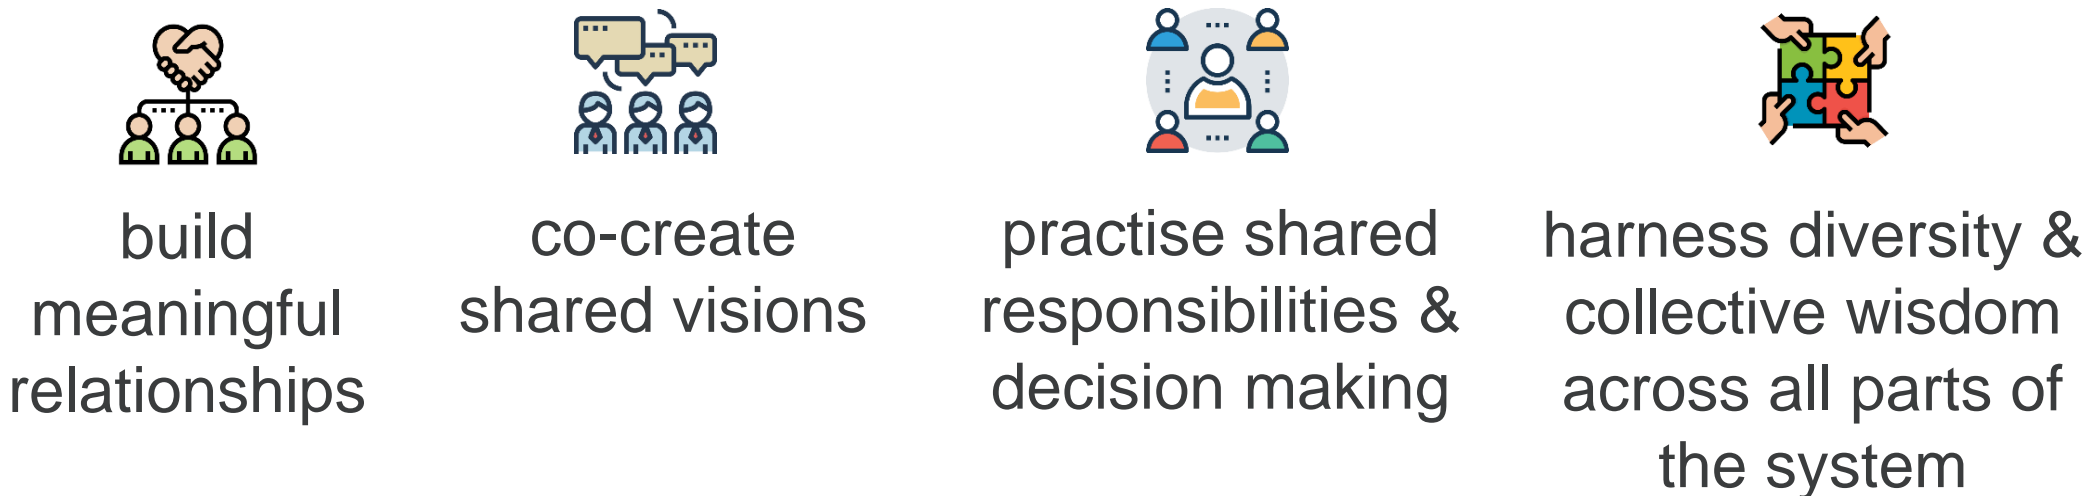 build
meaningful
relationships
co-create
shared visions
practise shared
responsibilities &
decision making
harness diversity &
collective wisdom
across all parts of
the system